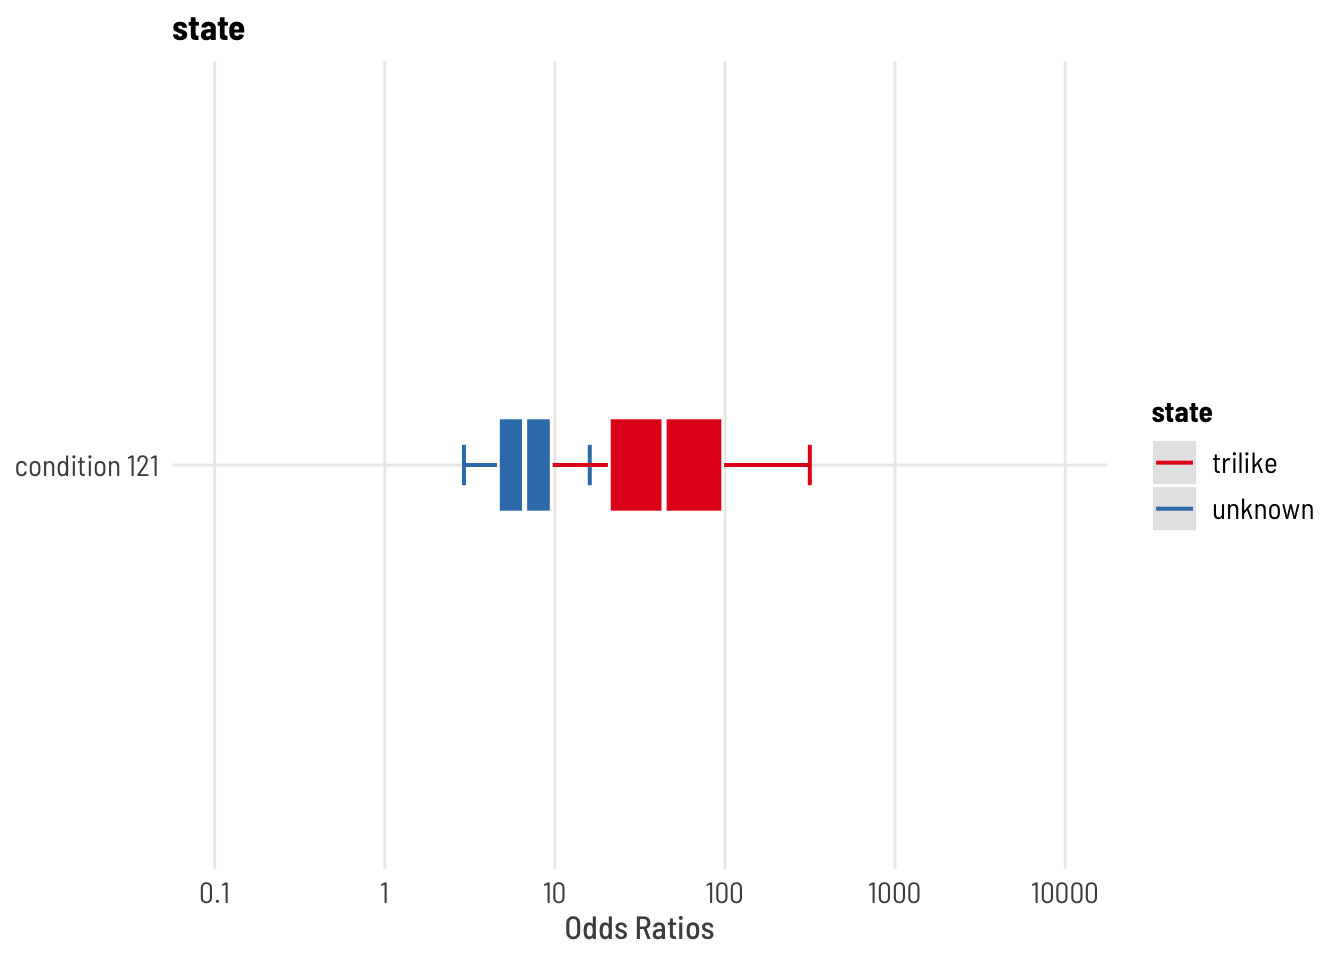 state
condition 121
state
trilike
unknown
0.1 1 10 100 1000 10000
Odds Ratios